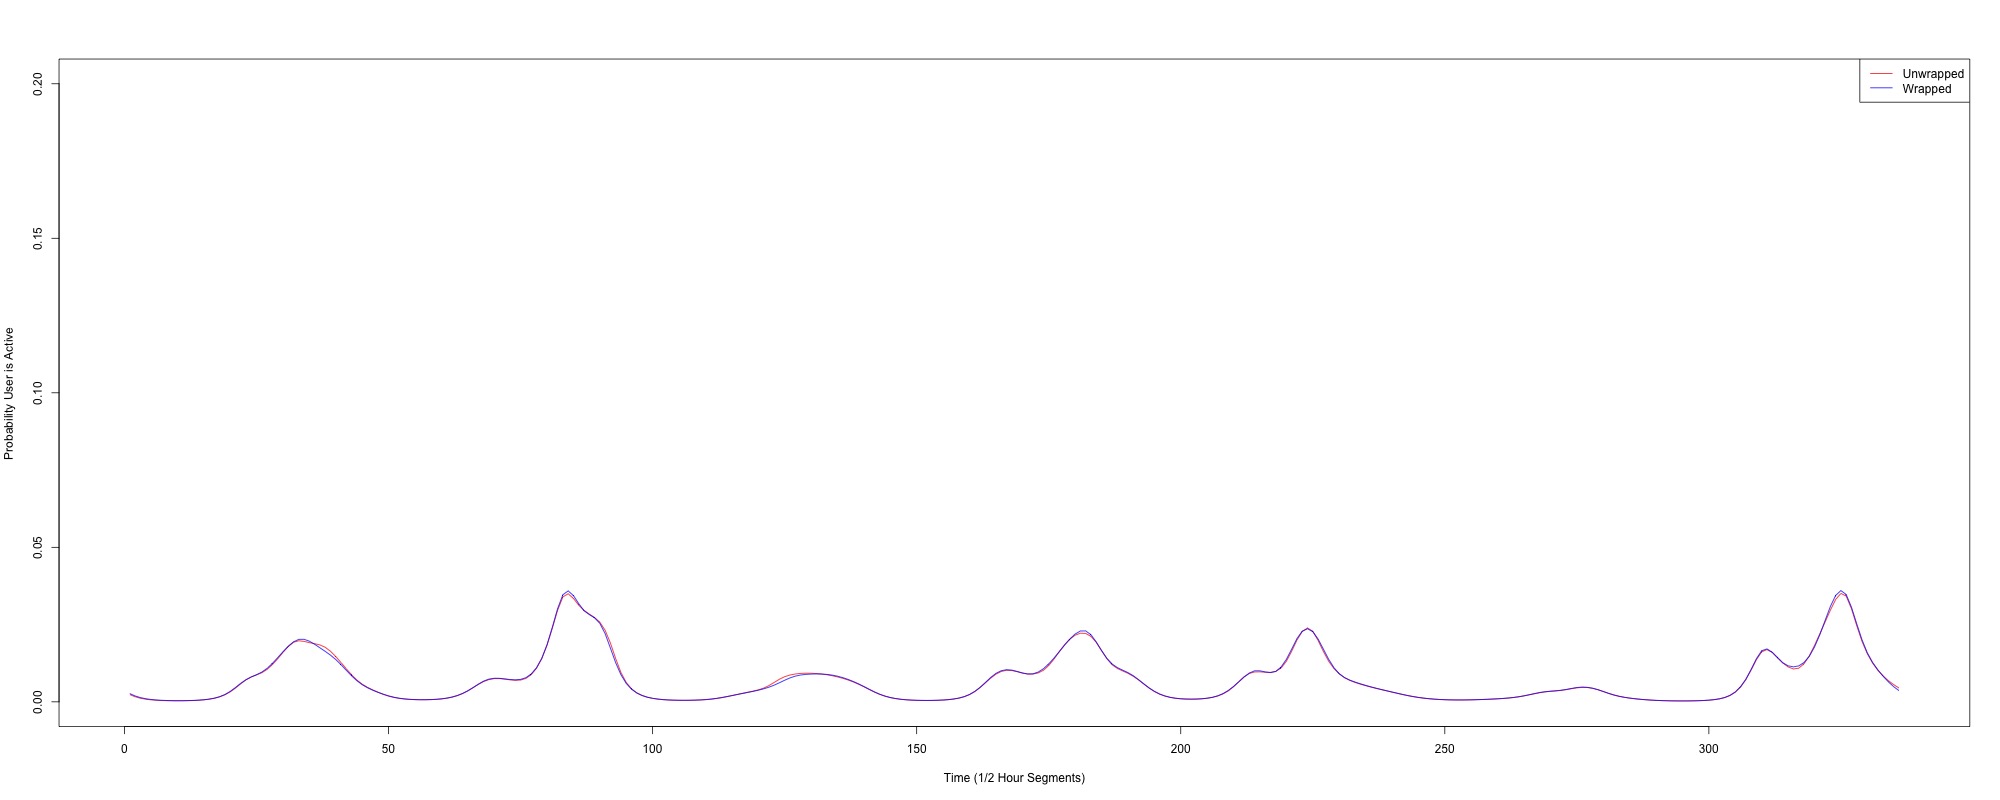 Unwrapped
Wrapped
Probability User is Active
0.20
0.15
0.10
0.05
0.00
0 50 100 150 200 250 300
Time (1/2 Hour Segments)